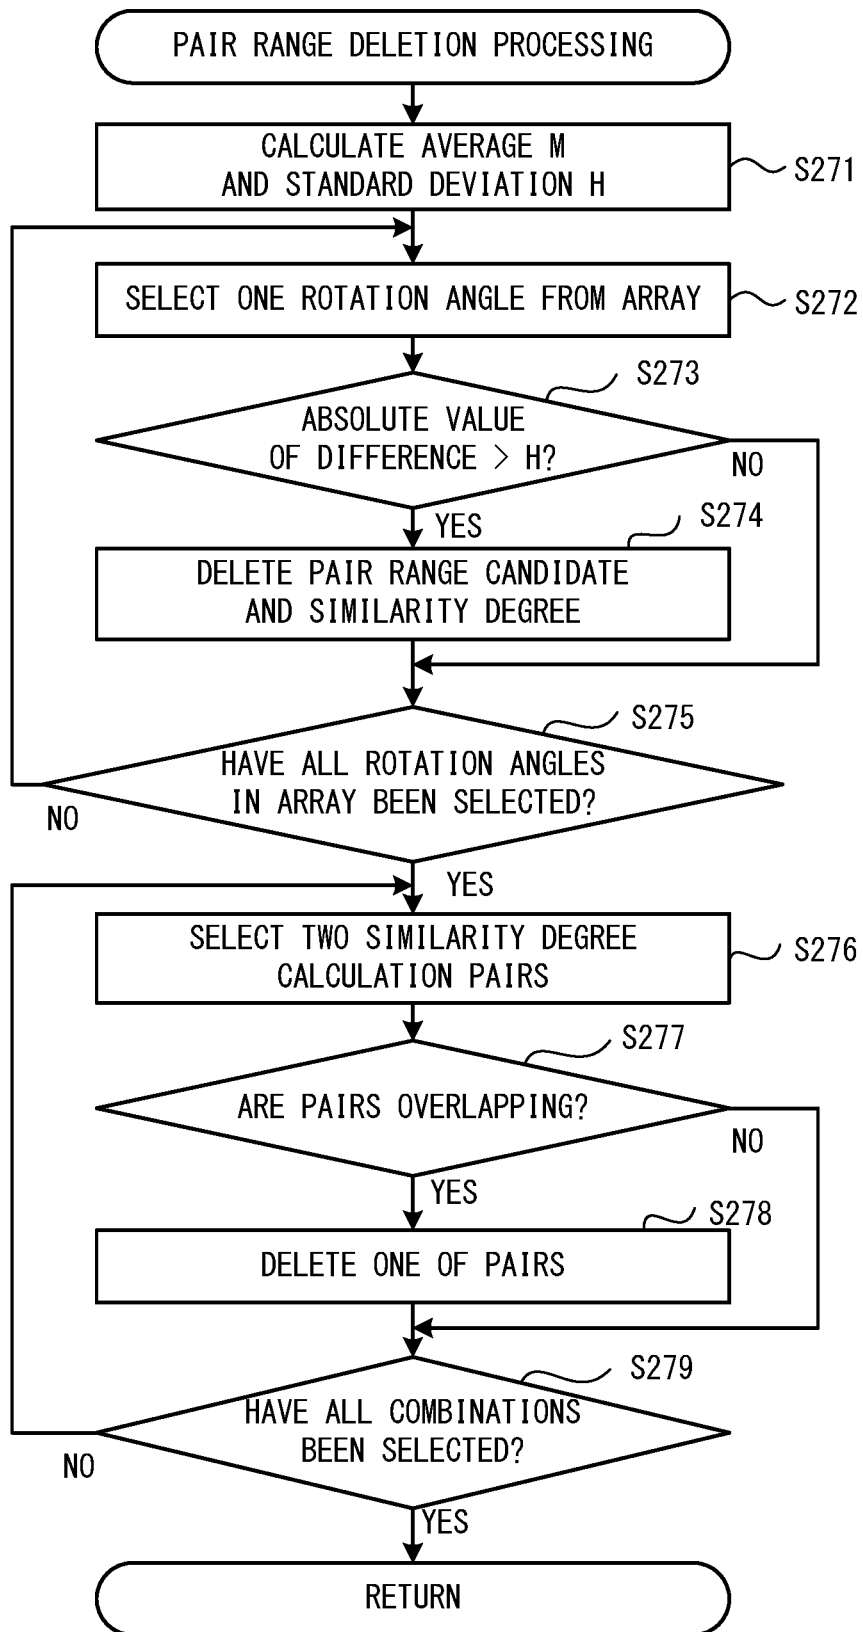 PAIR RANGE DELETION PROCESSING
CALCULATE AVERAGE M
AND STANDARD DEVIATION H
S271
SELECT ONE ROTATION ANGLE FROM ARRAY
S272
S273
ABSOLUTE VALUE
OF DIFFERENCE > H?
NO
YES
S274
DELETE PAIR RANGE CANDIDATE
AND SIMILARITY DEGREE
S275
HAVE ALL ROTATION ANGLES
IN ARRAY BEEN SELECTED?
NO
YES
SELECT TWO SIMILARITY DEGREE
CALCULATION PAIRS
S276
S277
ARE PAIRS OVERLAPPING?
NO
YES
S278
DELETE ONE OF PAIRS
S279
HAVE ALL COMBINATIONS
BEEN SELECTED?
NO
YES
RETURN